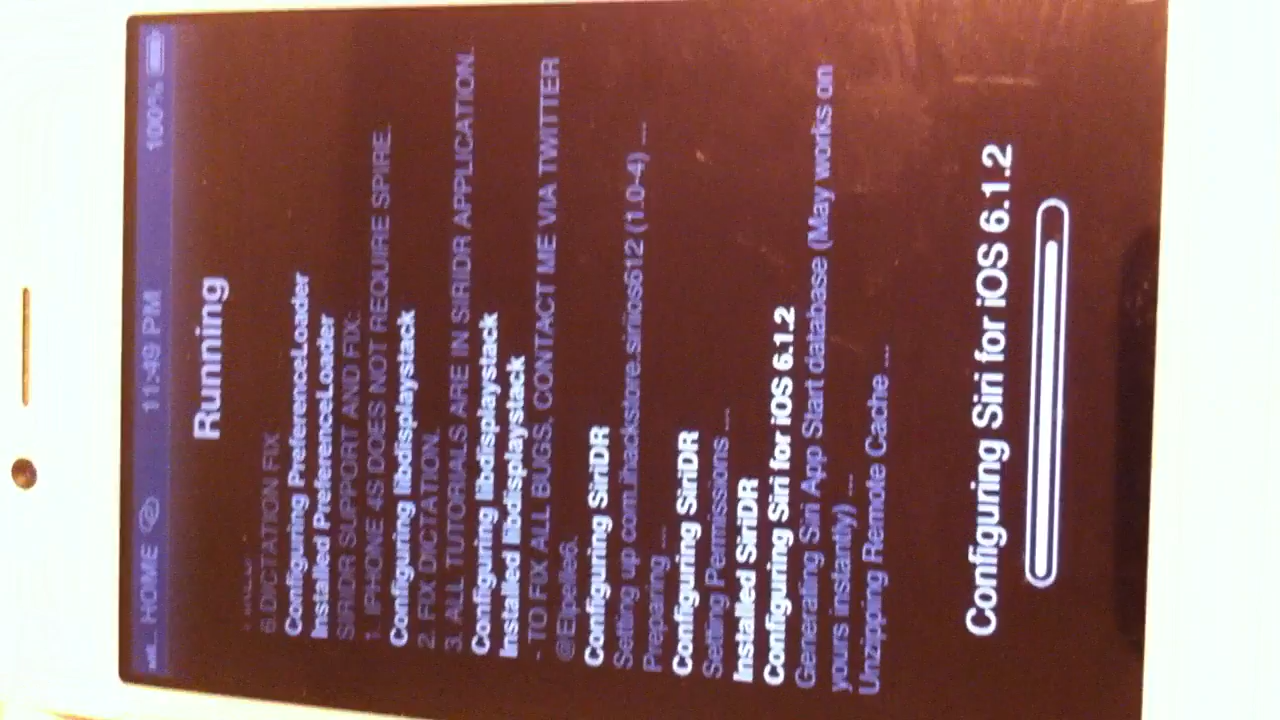 HOME 11:49 PM 100%
Running
6.DICTATION FIX
Configuring PreferenceLoader
Installed PreferenceLoader
SIRIDR SUPPORT AND FIX:
1. IPHONE 4S DOES NOT REQUIRE SPIRE.
Configuring libdisplaystack
2. FIX DICTATION.
3. ALL TUTORIALS ARE IN SIRIDR APPLICATION.
Configuring libdisplaystack
Installed libdisplaystack
- TO FIX ALL BUGS, CONTACT ME VIA TWITTER
@Elpelle6.
Configuring SiriDR
Setting up com.ihackstore.siriios612 (1.0-4) ...
Preparing ...
Configuring SiriDR
Setting Permissions ...
Installed SiriDR
Configuring Siri for iOS 6.1.2
Generating Siri App Start database (May works on
yours instantly) ...
Unzipping Remote Cache ...
Configuring Siri for iOS 6.1.2